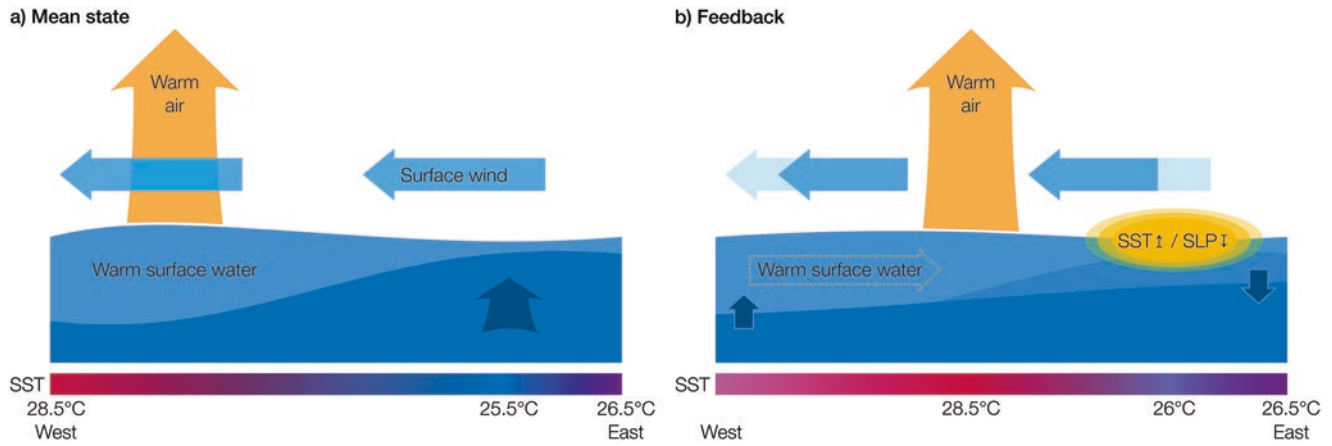 a) Mean state
Warm
air
Surface wind
Warm surface water
SST
28.5°C
25.5°C
26.5°C
West
East
b) Feedback
Warm
air
SST↥ / SLP↧
Warm surface water
SST
28.5°C
26°C
26.5°C
West
East